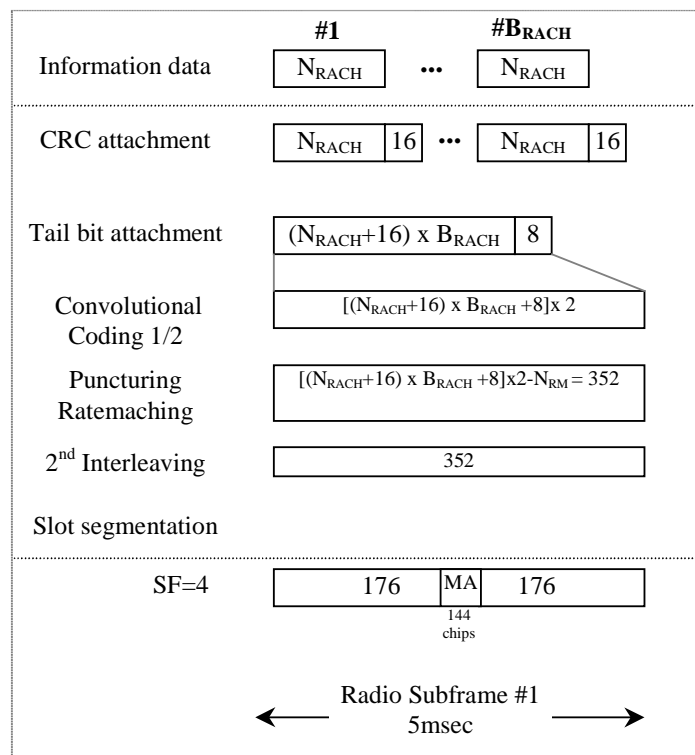 #1 #B_RACH
Information data N_RACH ••• N_RACH
CRC attachment N_RACH 16 ••• N_RACH 16
Tail bit attachment (N_RACH+16) x B_RACH 8
Convolutional
Coding 1/2
[(N_RACH+16) x B_RACH +8]x 2
Puncturing
Ratemaching
[(N_RACH+16) x B_RACH +8]x2-N_RM = 352
2nd Interleaving 352
Slot segmentation
SF=4 176 MA 176
144
chips
Radio Subframe #1
5msec